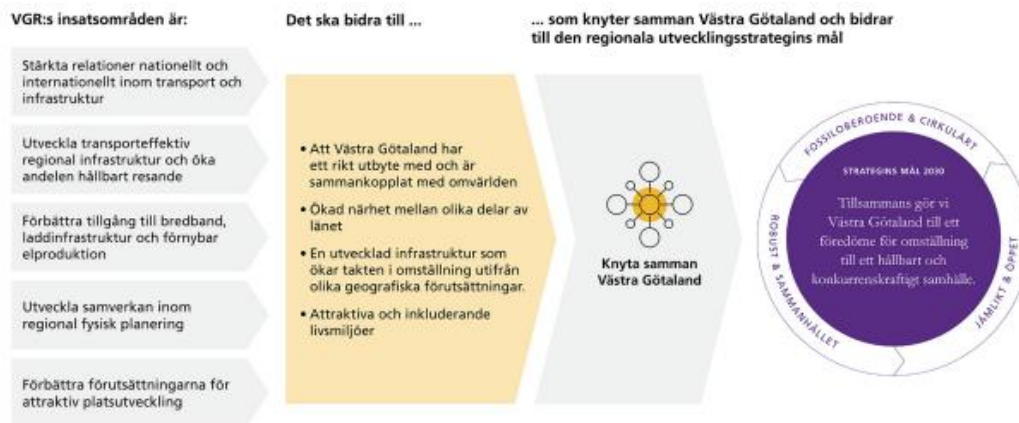 VGR:s insatsområden är:
Stärkta relationer nationellt och
internationellt inom transport och
infrastruktur
Utveckla transporteffektiv
regional infrastruktur och öka
andelen hållbart resande
Förbättra tillgång till bredband,
laddinfrastruktur och förnybar
elproduktion
Utveckla samverkan inom
regional fysisk planering
Förbättra förutsättningarna för
attraktiv platsutveckling
Det ska bidra till ...
• Att Västra Götaland har
ett rikt utbyte med och är
sammankopplat med omvärlden
• Ökad närhet mellan olika delar av
länet
• En utvecklad infrastruktur som
ökar takten i omställning utifrån
olika geografiska förutsättningar.
• Attraktiva och inkluderande
livsmiljöer
... som knyter samman Västra Götaland och bidrar
till den regionala utvecklingsstrategins mål
Knyta samman
Västra Götaland
FOSSILOBEROENDE & CIRKULÄRT
JÄMLIKT & ÖPPET
ROBUST & SAMMANHÅLLET
STRATEGINS MÅL 2030
Tillsammans gör vi
Västra Götaland till ett
föredöme för omställning
till ett hållbart och
konkurrenskraftigt samhälle.